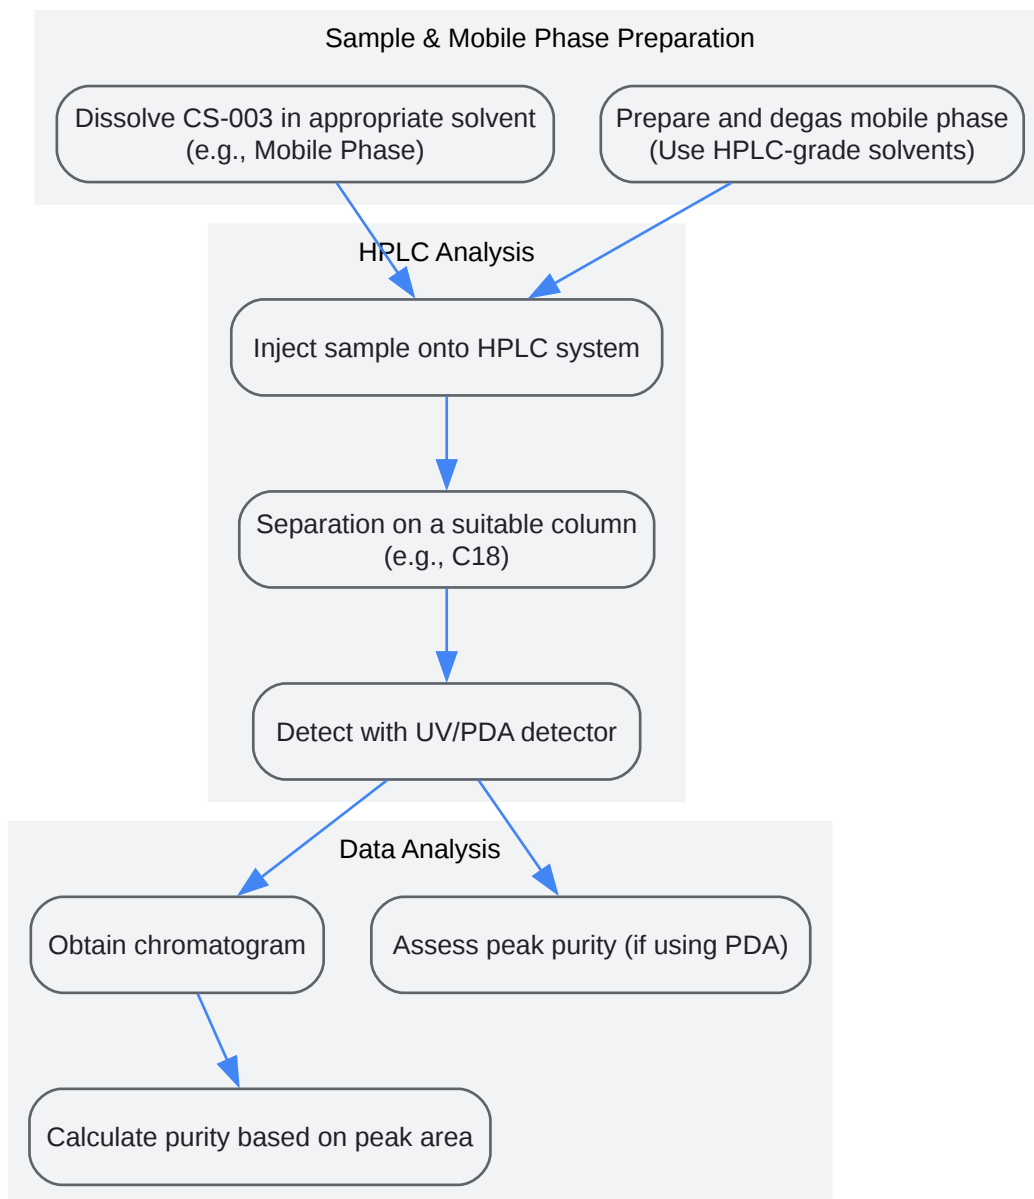 Sample & Mobile Phase Preparation
Dissolve CS-003 in appropriate solvent
(e.g., Mobile Phase)
Prepare and degas mobile phase
(Use HPLC-grade solvents)
HPLC Analysis
Inject sample onto HPLC system
Separation on a suitable column
(e.g., C18)
Detect with UV/PDA detector
Data Analysis
Obtain chromatogram
Assess peak purity (if using PDA)
Calculate purity based on peak area